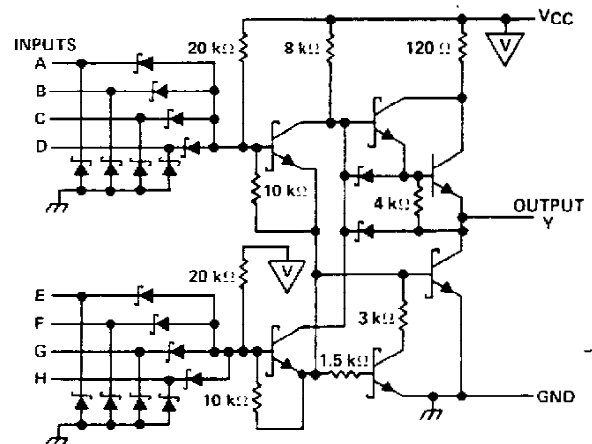 VCC
20 kΩ
8 kΩ
120 Ω
V
INPUTS
A
B
C
D
10 kΩ
4 kΩ
OUTPUT
Y
20 kΩ
V
E
F
G
H
3 kΩ
1.5 kΩ
10 kΩ
GND